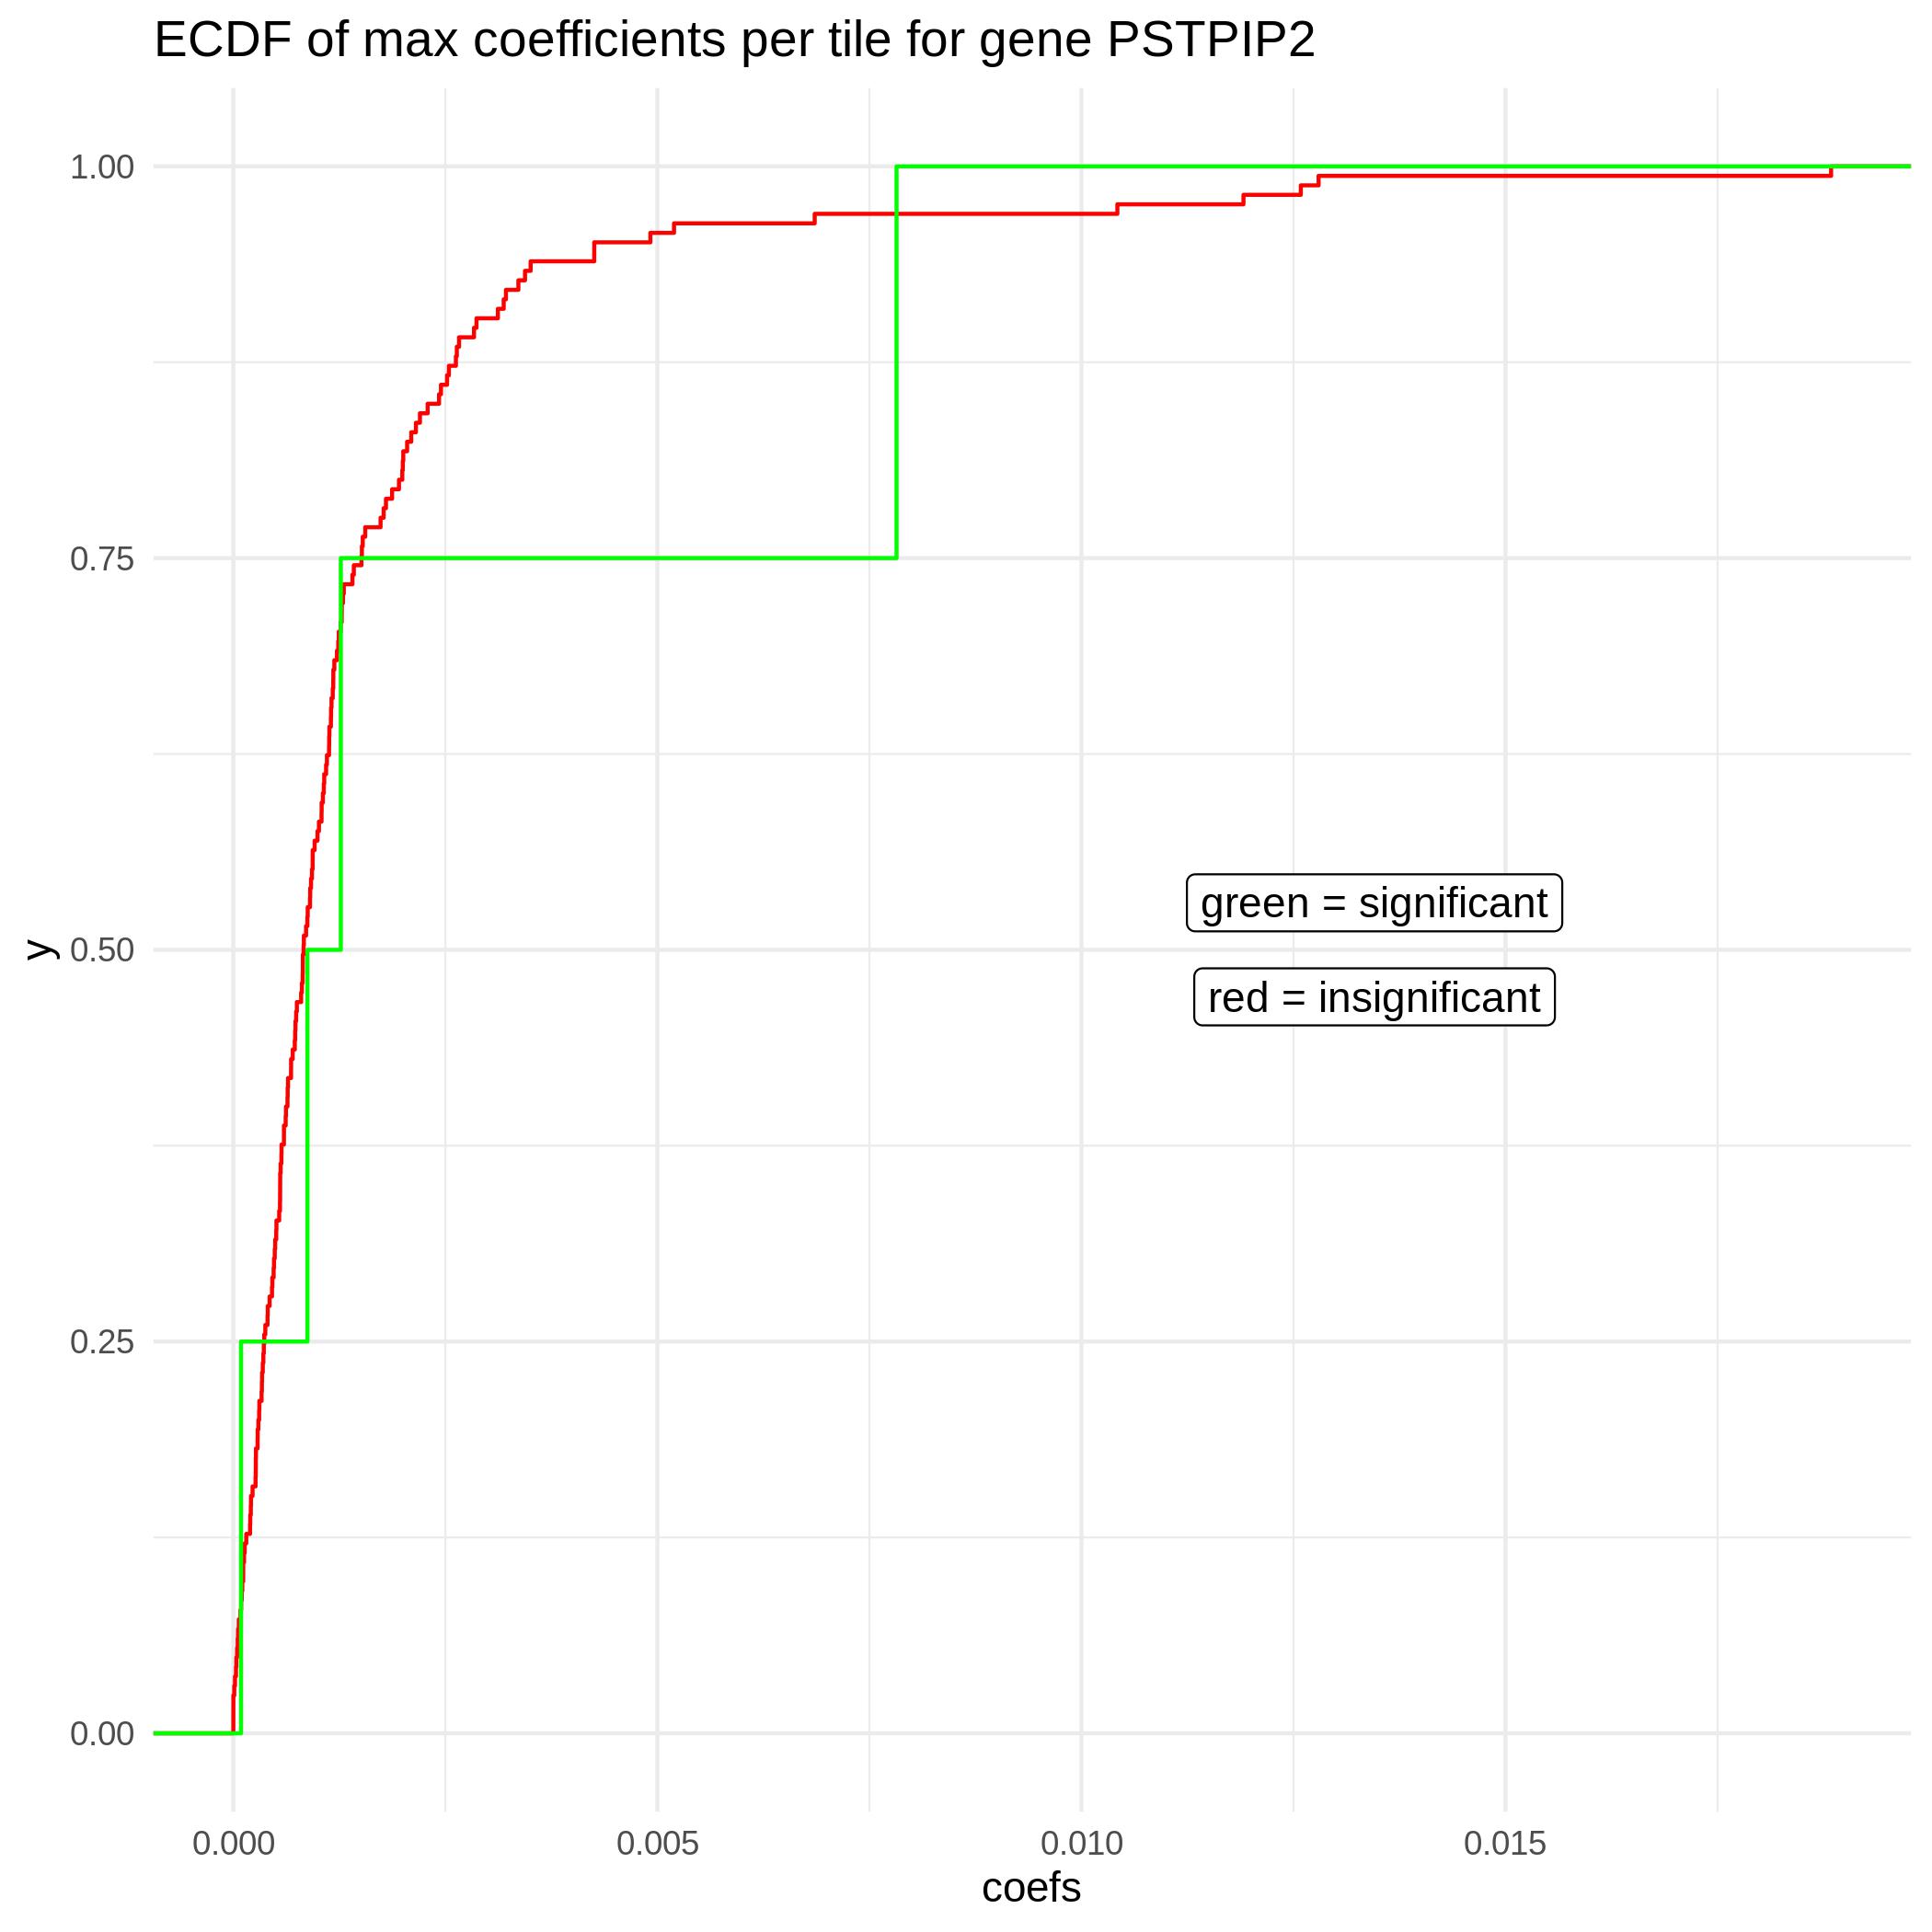 ECDF of max coefficients per tile for gene PSTPIP2
1.00
0.75
0.50
0.25
0.00
y
green = significant
red = insignificant
0.000 0.005 0.010 0.015
coefs